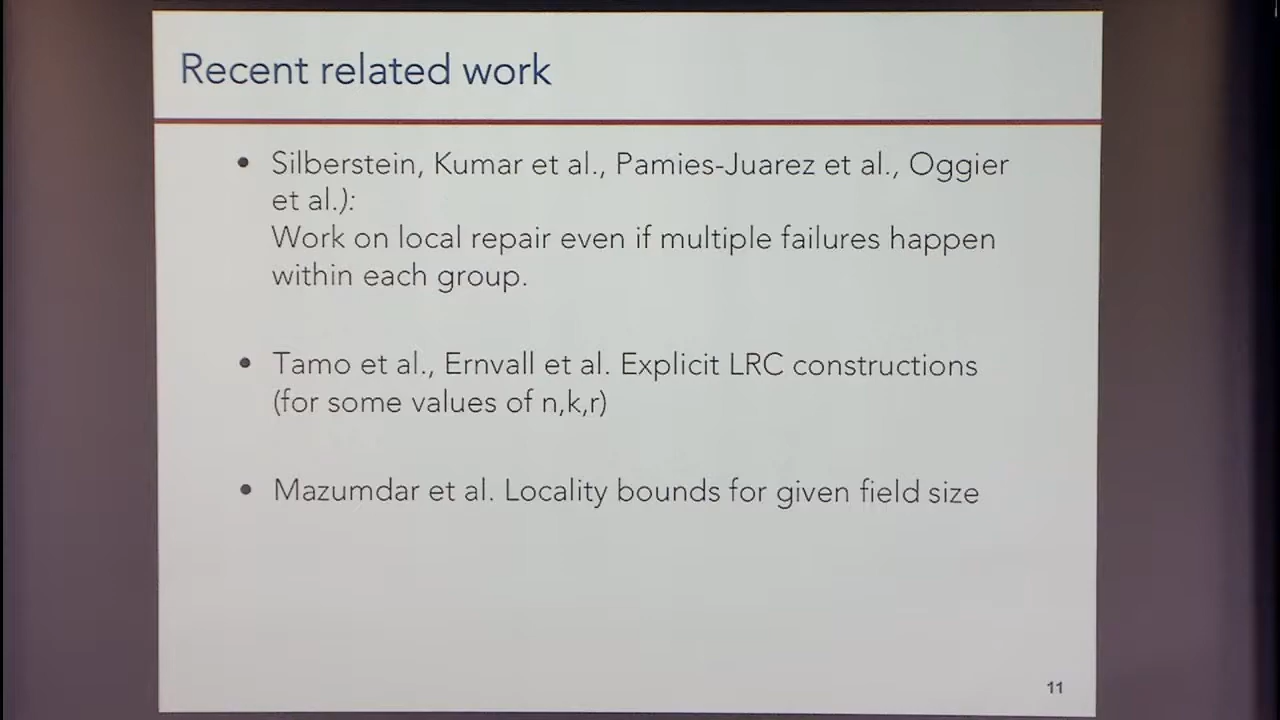 Recent related work
• Silberstein, Kumar et al., Pamies-Juarez et al., Oggier
et al.):
Work on local repair even if multiple failures happen
within each group.
• Tamo et al., Ernvall et al. Explicit LRC constructions
(for some values of n,k,r)
• Mazumdar et al. Locality bounds for given field size
11